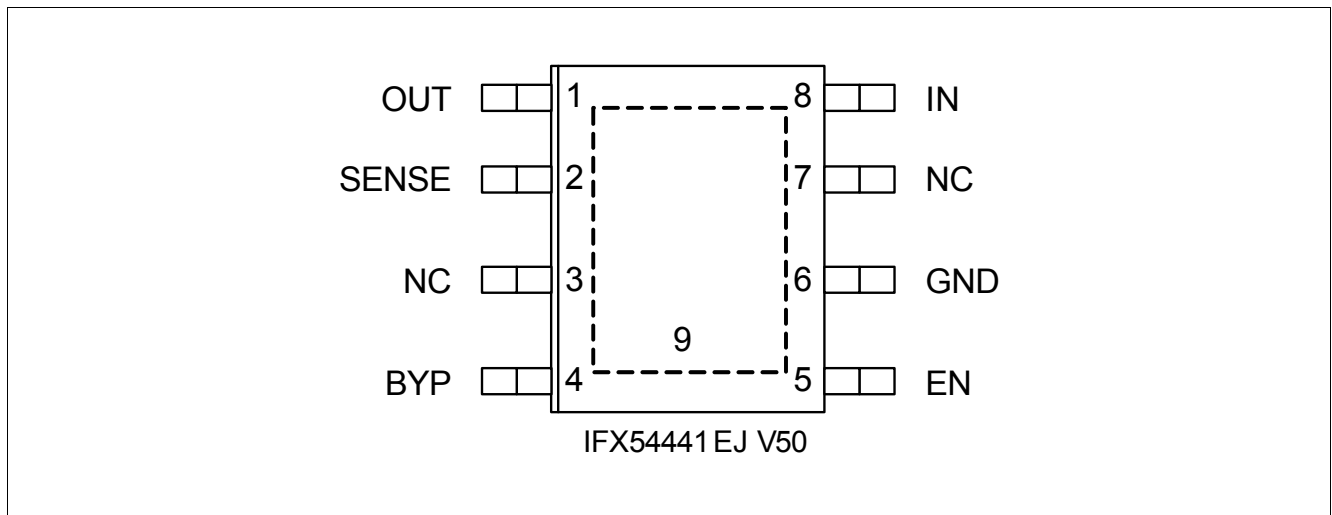 OUT 1 8 IN
SENSE 2 7 NC
NC 3 6 GND
9
BYP 4 5 EN
IFX54441 EJ V50